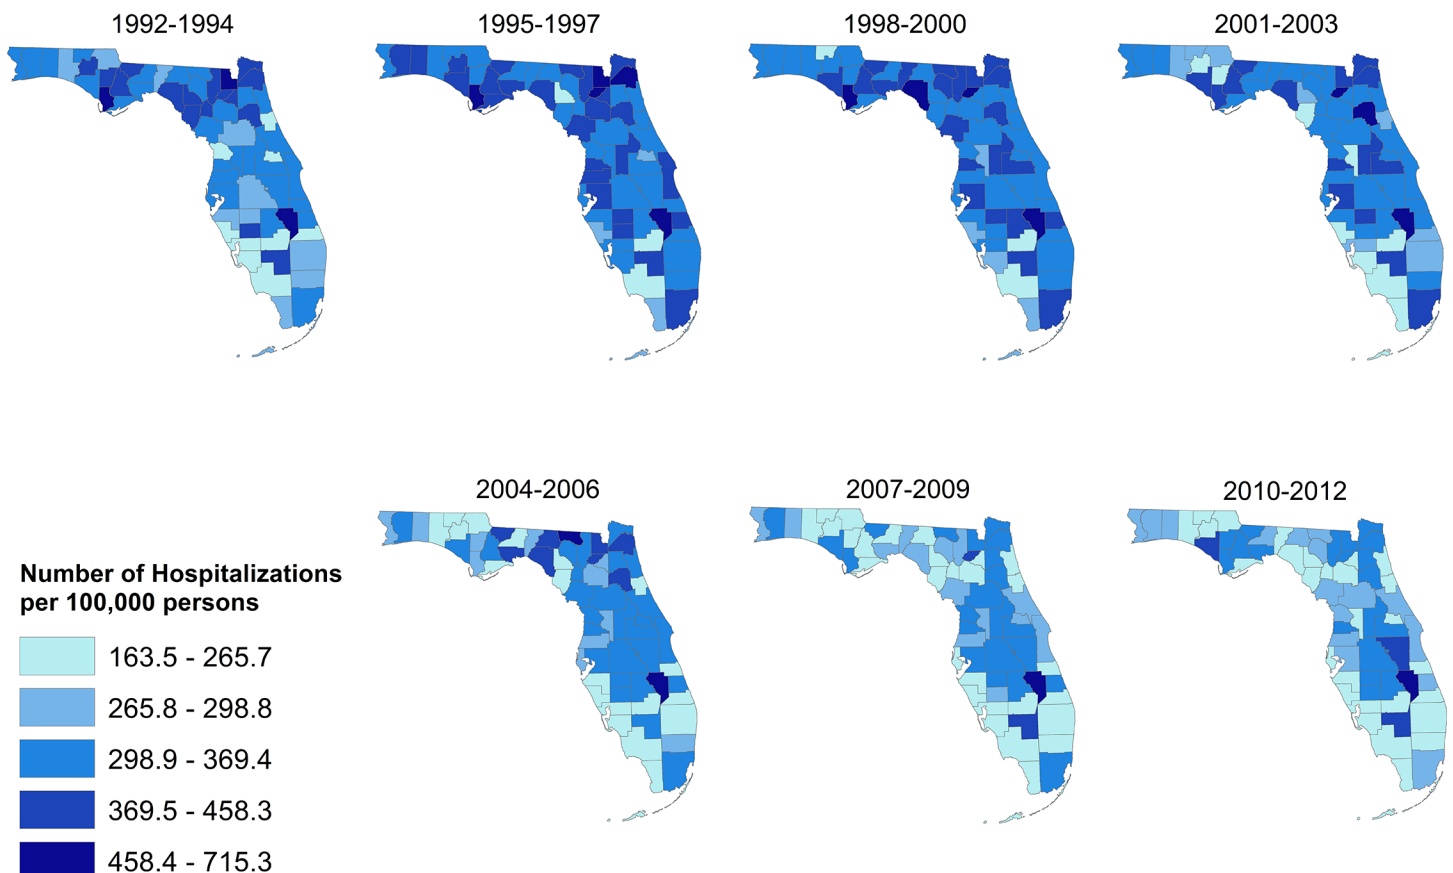 1992-1994
1995-1997
1998-2000
2001-2003
2004-2006
2007-2009
2010-2012
Number of Hospitalizations
per 100,000 persons
163.5 - 265.7
265.8 - 298.8
298.9 - 369.4
369.5 - 458.3
458.4 - 715.3